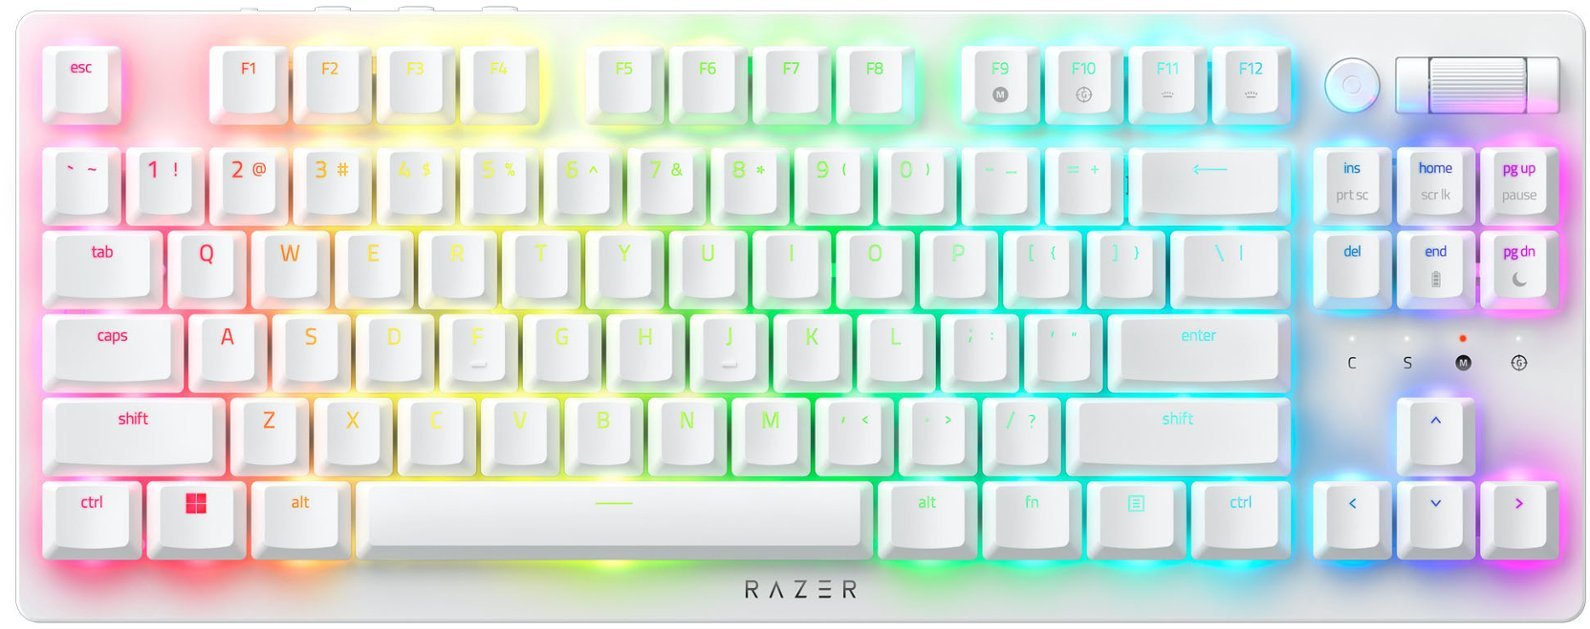 esc F1 F2 F3 F4 F5 F6 F7 F8 F9 F10 F11 F12
M G
` ~ 1 ! 2 @ 3 # 4 $ 5 % 6 ^ 7 & 8 * 9 ( 0 ) - _ = + ← ins home pg up
prt sc scr lk pause
tab Q W E R T Y U I O P [ { ] } \ | del end pg dn
caps A S D F G H J K L ; : ' " enter
C S M G
shift Z X C V B N M , < . > / ? shift ^
ctrl alt alt fn ctrl < v >
RAZER